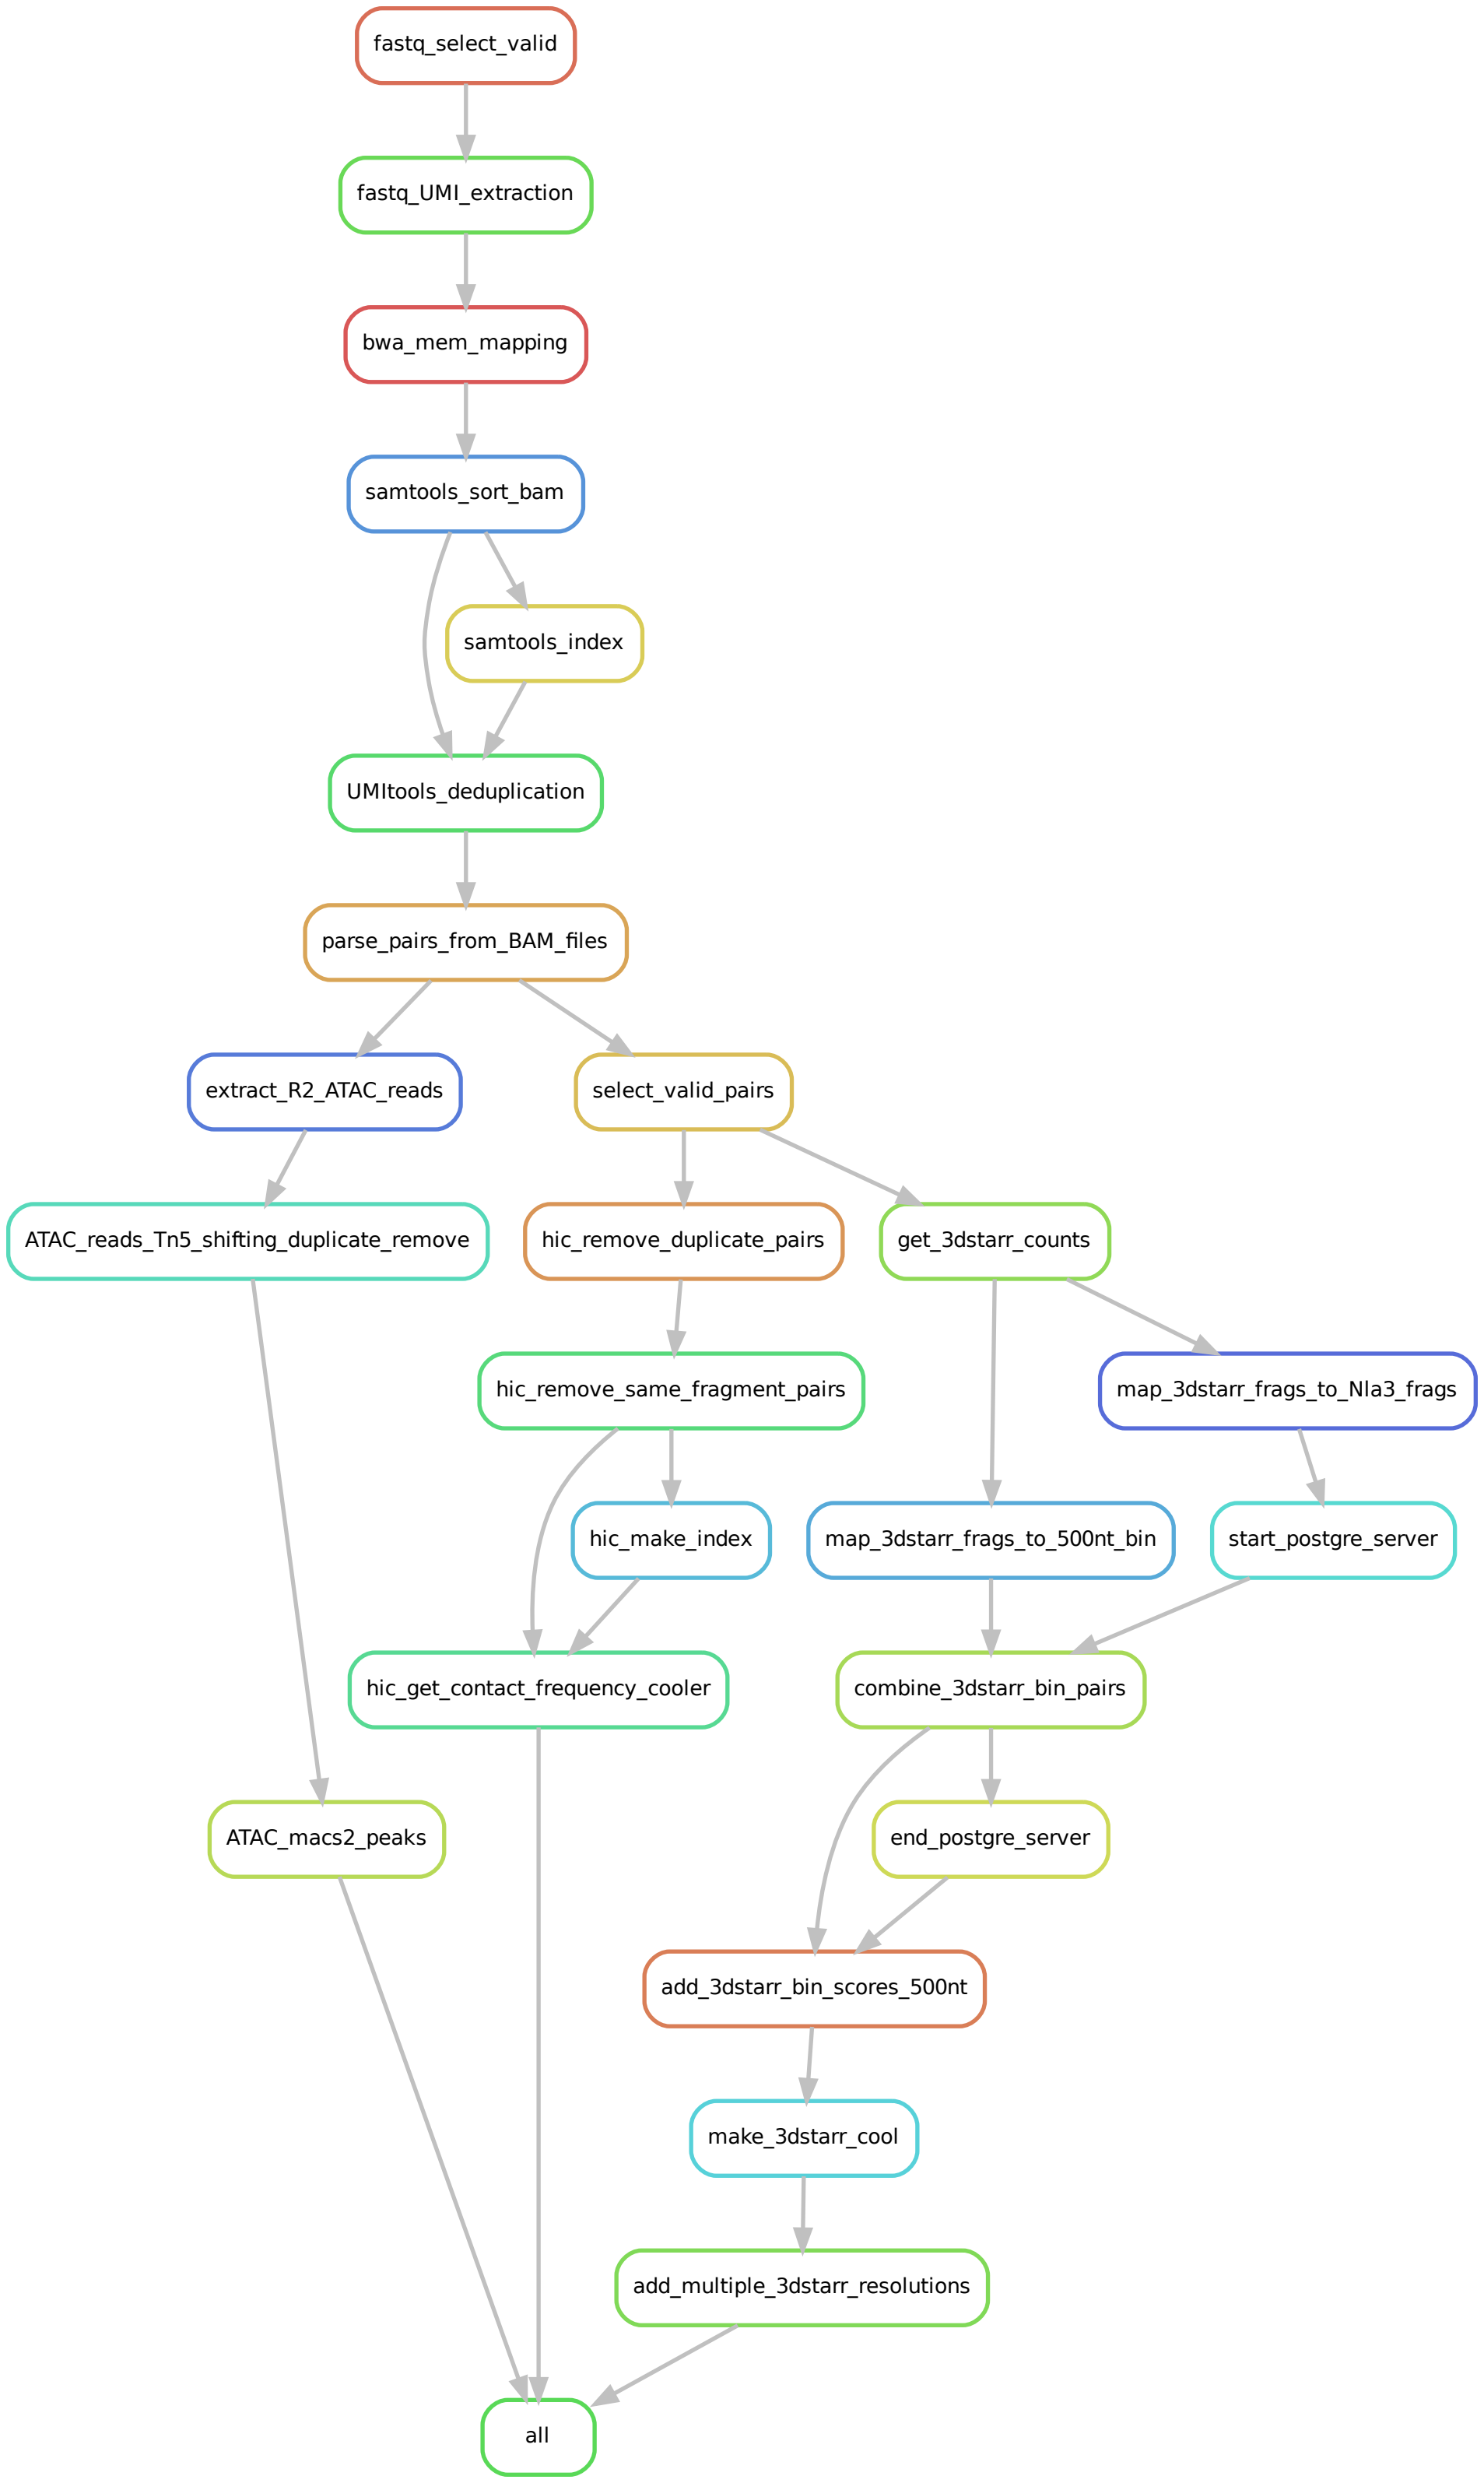 fastq_select_valid
fastq_UMI_extraction
bwa_mem_mapping
samtools_sort_bam
samtools_index
UMItools_deduplication
parse_pairs_from_BAM_files
extract_R2_ATAC_reads
select_valid_pairs
ATAC_reads_Tn5_shifting_duplicate_remove
hic_remove_duplicate_pairs
get_3dstarr_counts
hic_remove_same_fragment_pairs
map_3dstarr_frags_to_Nla3_frags
hic_make_index
map_3dstarr_frags_to_500nt_bin
start_postgre_server
hic_get_contact_frequency_cooler
combine_3dstarr_bin_pairs
ATAC_macs2_peaks
end_postgre_server
add_3dstarr_bin_scores_500nt
make_3dstarr_cool
add_multiple_3dstarr_resolutions
all